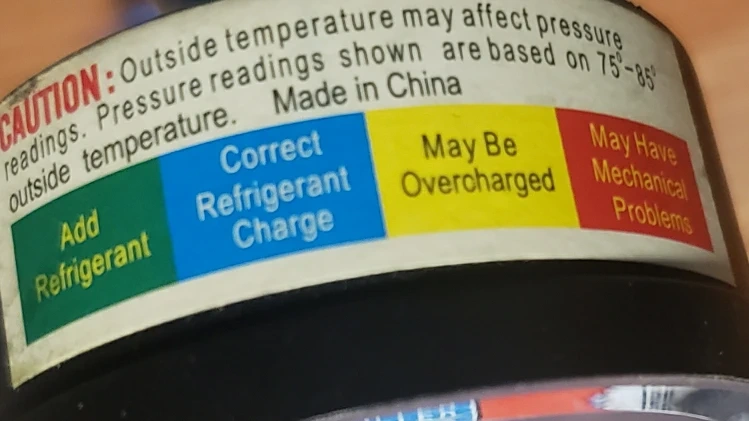 CAUTION: Outside temperature may affect pressure
readings. Pressure readings shown are based on 75°-85°
outside temperature. Made in China
Add
Refrigerant
Correct
Refrigerant
Charge
May Be
Overcharged
May Have
Mechanical
Problems